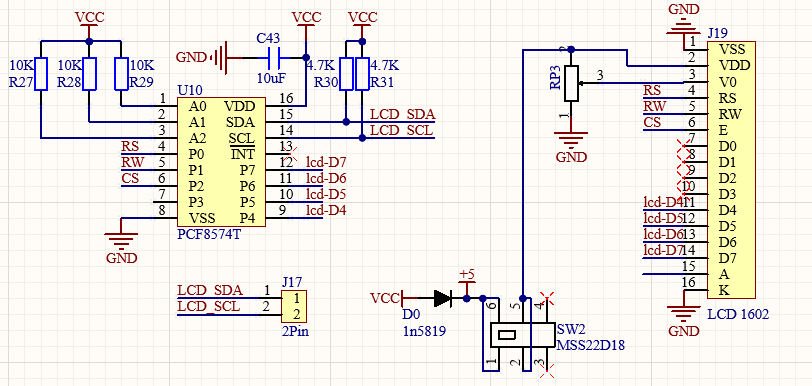 VCC
10K
R27
10K
R28
10K
R29
GND
C43
10uF
VCC
4.7K
R30
VCC
4.7K
R31
U10
1 A0 VDD 16
2 A1 SDA 15 LCD_SDA
3 A2 SCL 14 LCD_SCL
RS 4 P0 INT 13
RW 5 P1 P7 12 lcd-D7
CS 6 P2 P6 11 lcd-D6
7 P3 P5 10 lcd-D5
8 VSS P4 9 lcd-D4
PCF8574T
GND
J17
LCD_SDA 1 1
LCD_SCL 2 2
2Pin
VCC
D0
1n5819
+5
6 5 4
1 2 3
SW2
MSS22D18
2
RP3
3
1
GND
GND
J19
1 VSS
2 VDD
3 V0
RS 4 RS
RW 5 RW
CS 6 E
7 D0
8 D1
9 D2
10 D3
lcd-D4 11 D4
lcd-D5 12 D5
lcd-D6 13 D6
lcd-D7 14 D7
15 A
16 K
GND
LCD 1602